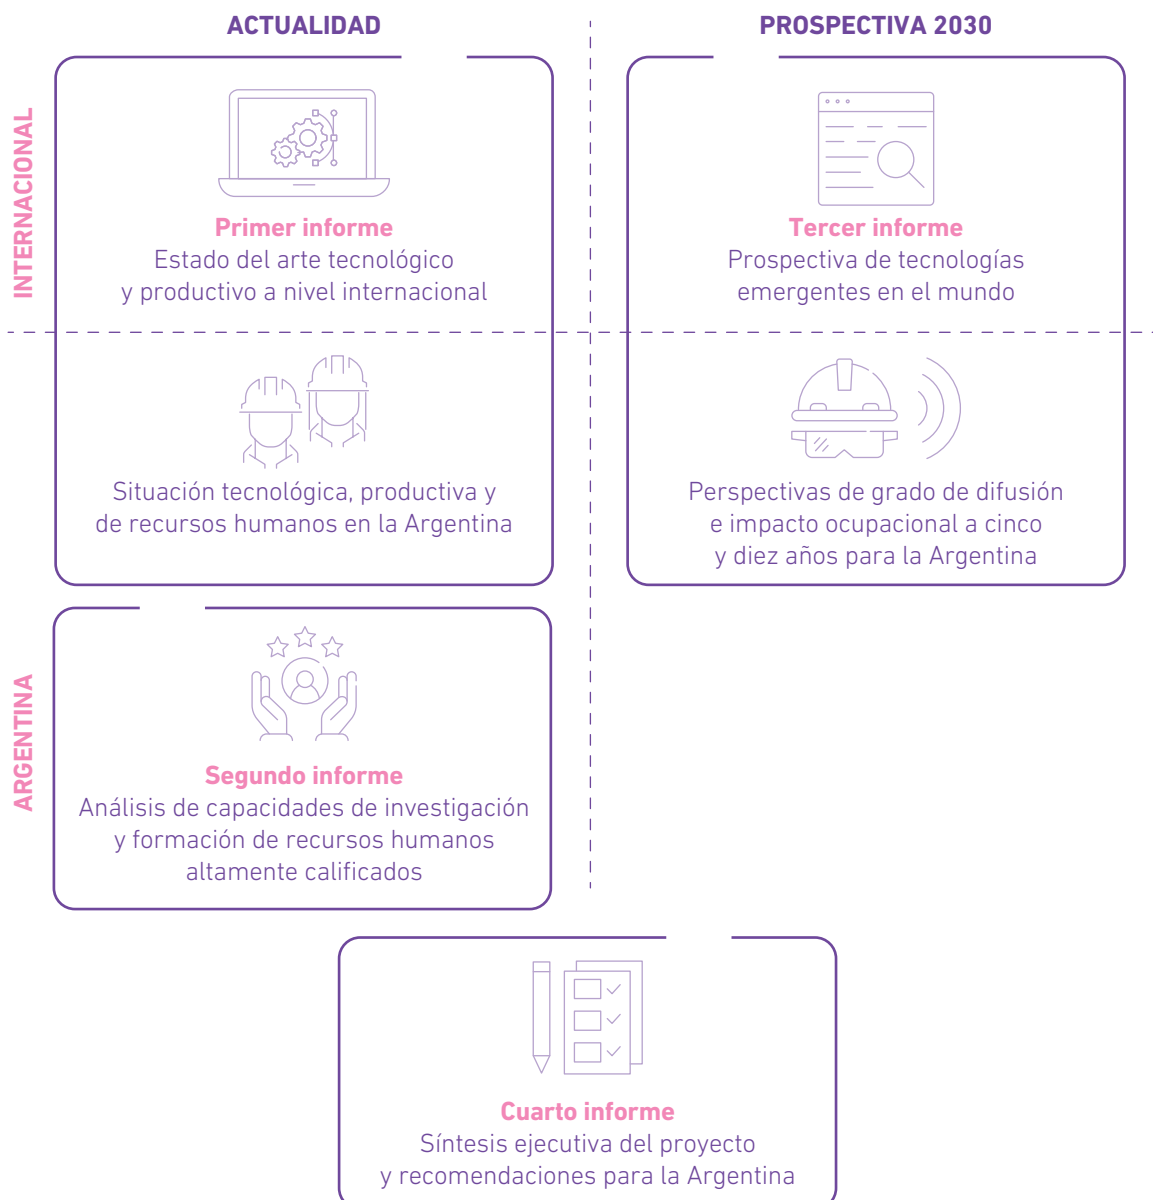 ACTUALIDAD
PROSPECTIVA 2030
INTERNACIONAL
Primer informe
Estado del arte tecnológico
y productivo a nivel internacional
Tercer informe
Prospectiva de tecnologías
emergentes en el mundo
Situación tecnológica, productiva y
de recursos humanos en la Argentina
Perspectivas de grado de difusión
e impacto ocupacional a cinco
y diez años para la Argentina
ARGENTINA
Segundo informe
Análisis de capacidades de investigación
y formación de recursos humanos
altamente calificados
Cuarto informe
Síntesis ejecutiva del proyecto
y recomendaciones para la Argentina